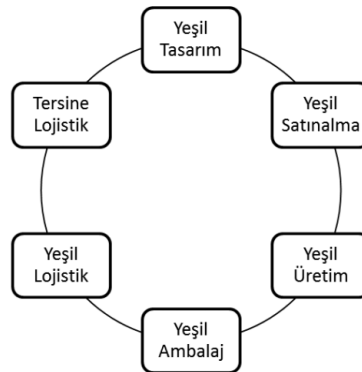 Yeşil
Tasarım
Yeşil
Satınalma
Yeşil
Üretim
Yeşil
Ambalaj
Yeşil
Lojistik
Tersine
Lojistik